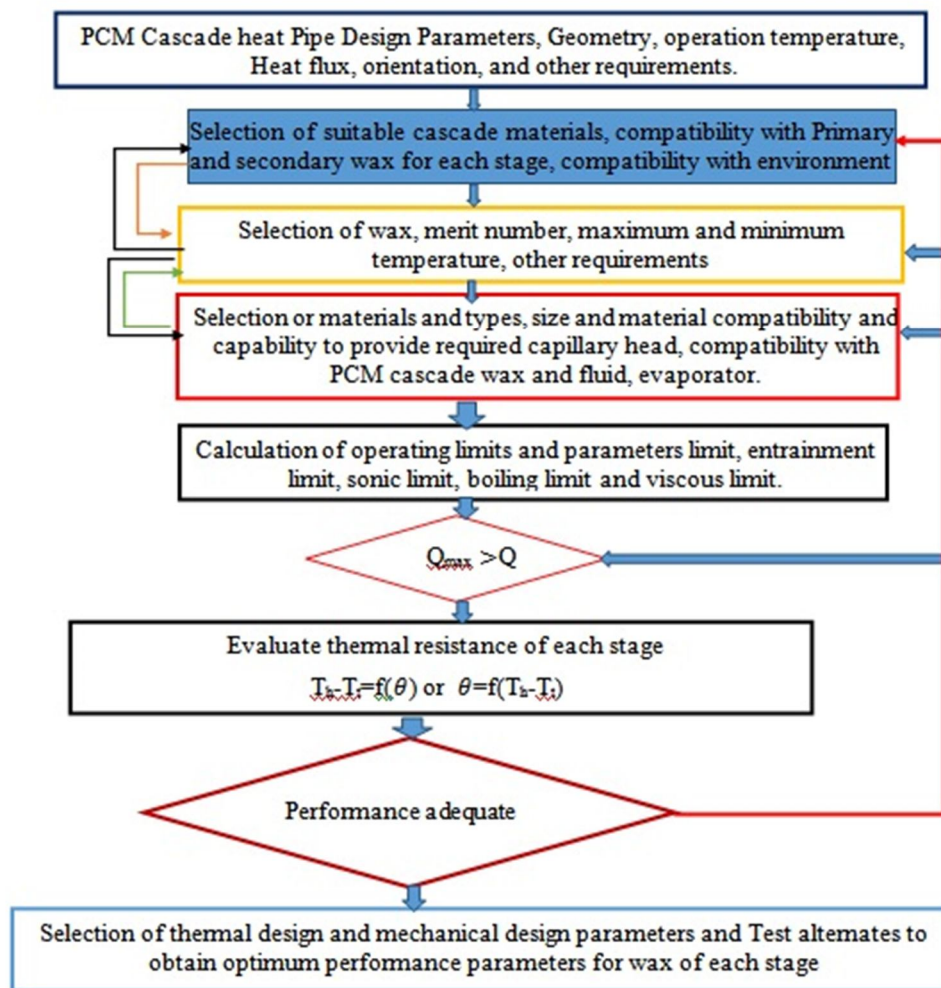 PCM Cascade heat Pipe Design Parameters, Geometry, operation temperature,
Heat flux, orientation, and other requirements.
Selection of suitable cascade materials, compatibility with Primary
and secondary wax for each stage, compatibility with environment
Selection of wax, merit number, maximum and minimum
temperature, other requirements
Selection or materials and types, size and material compatibility and
capability to provide required capillary head, compatibility with
PCM cascade wax and fluid, evaporator.
Calculation of operating limits and parameters limit, entrainment
limit, sonic limit, boiling limit and viscous limit.
Qmax >Q
Evaluate thermal resistance of each stage
Th-Ti=f(θ) or θ=f(Th-Ti)
Performance adequate
Selection of thermal design and mechanical design parameters and Test alternates to
obtain optimum performance parameters for wax of each stage